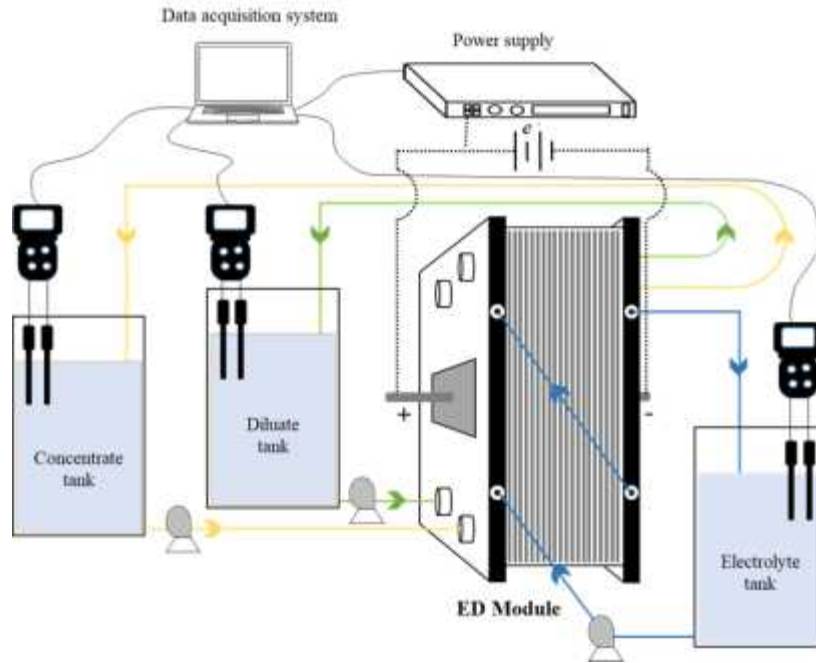 Data acquisition system
Power supply
e
+
-
Concentrate
tank
Diluate
tank
Electrolyte
tank
ED Module